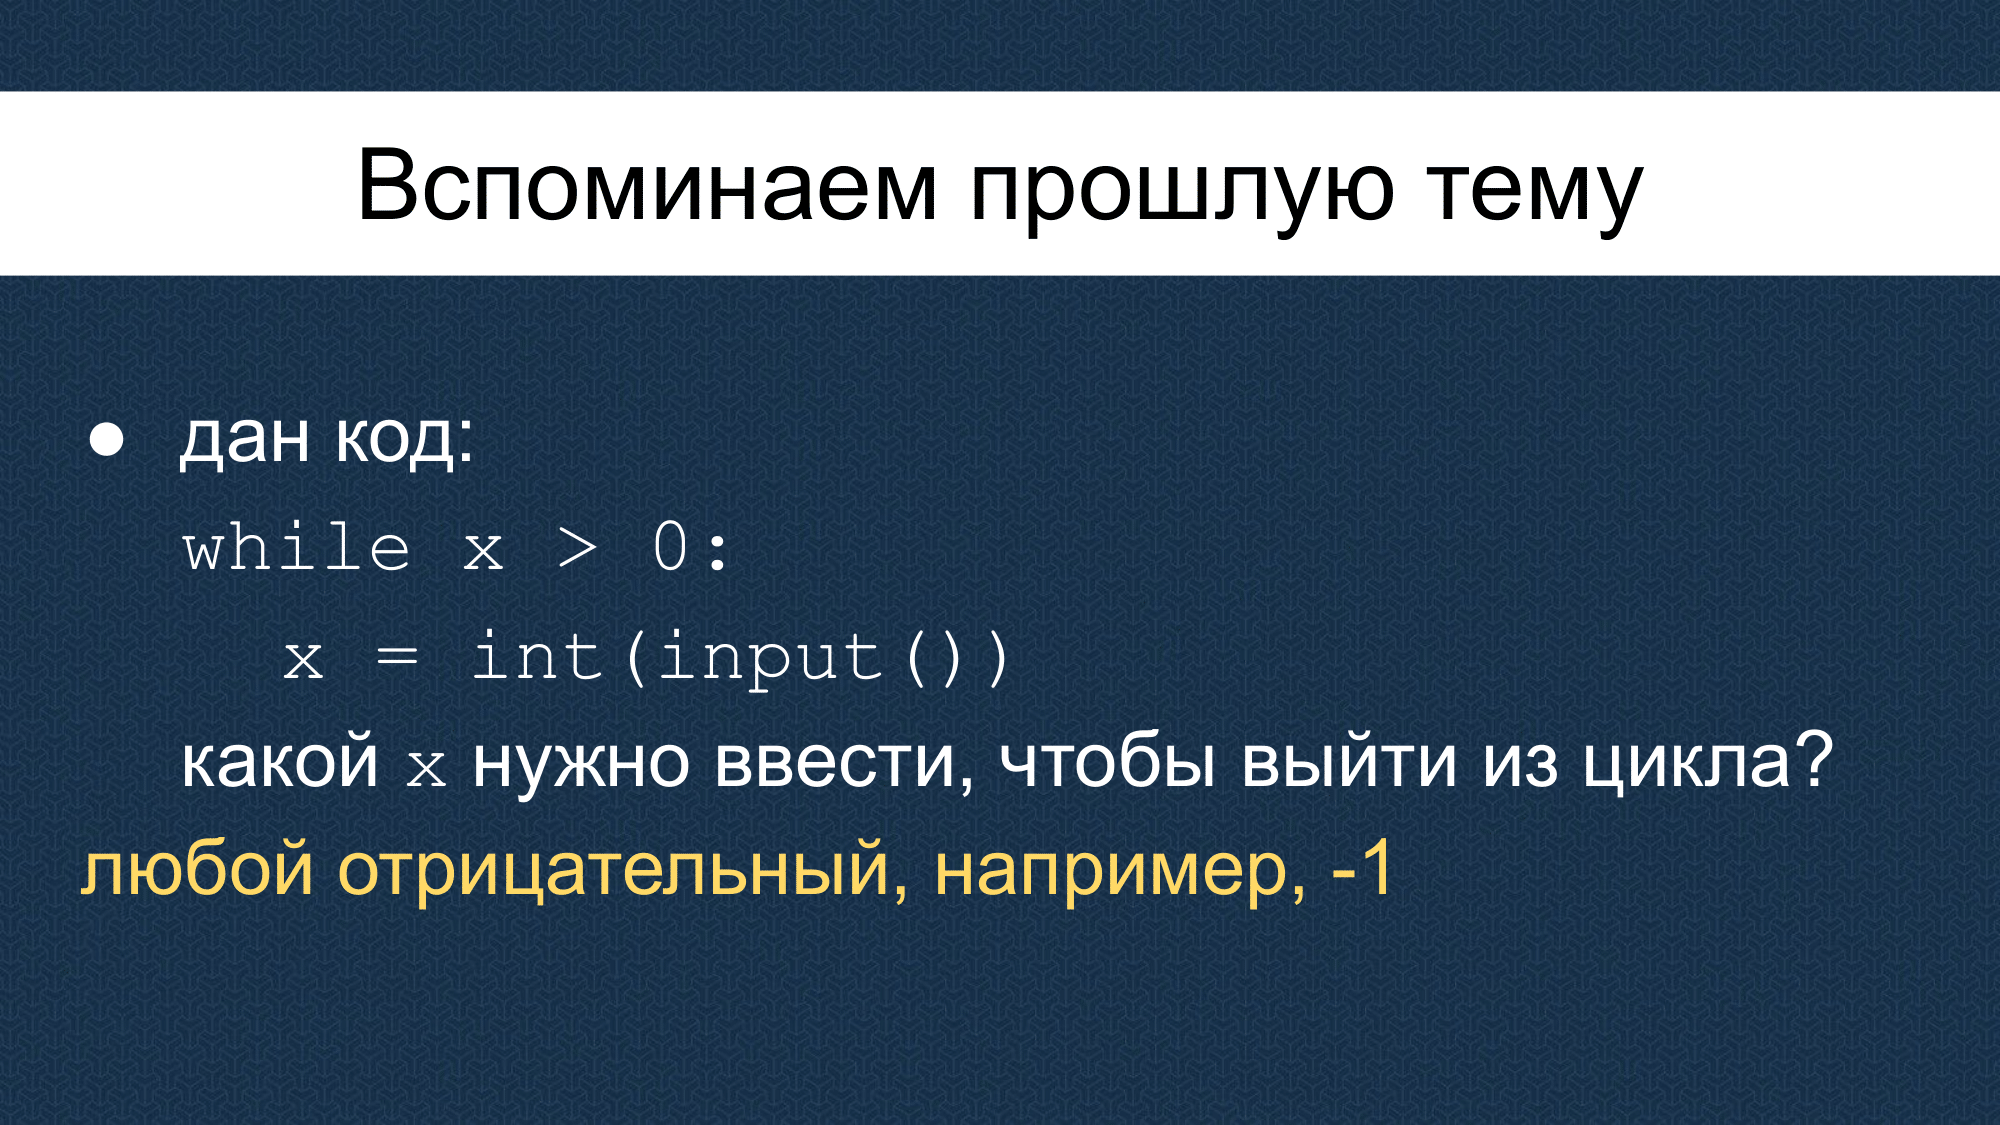 Вспоминаем прошлую тему
● дан код:
while x > 0:
  x = int(input())
какой x нужно ввести, чтобы выйти из цикла?
любой отрицательный, например, -1